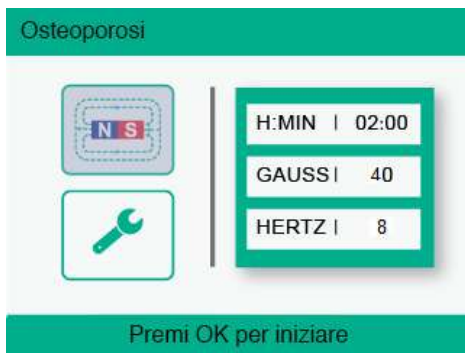 Osteoporosi
N S
H:MIN | 02:00
GAUSS | 40
HERTZ | 8
Premi OK per iniziare